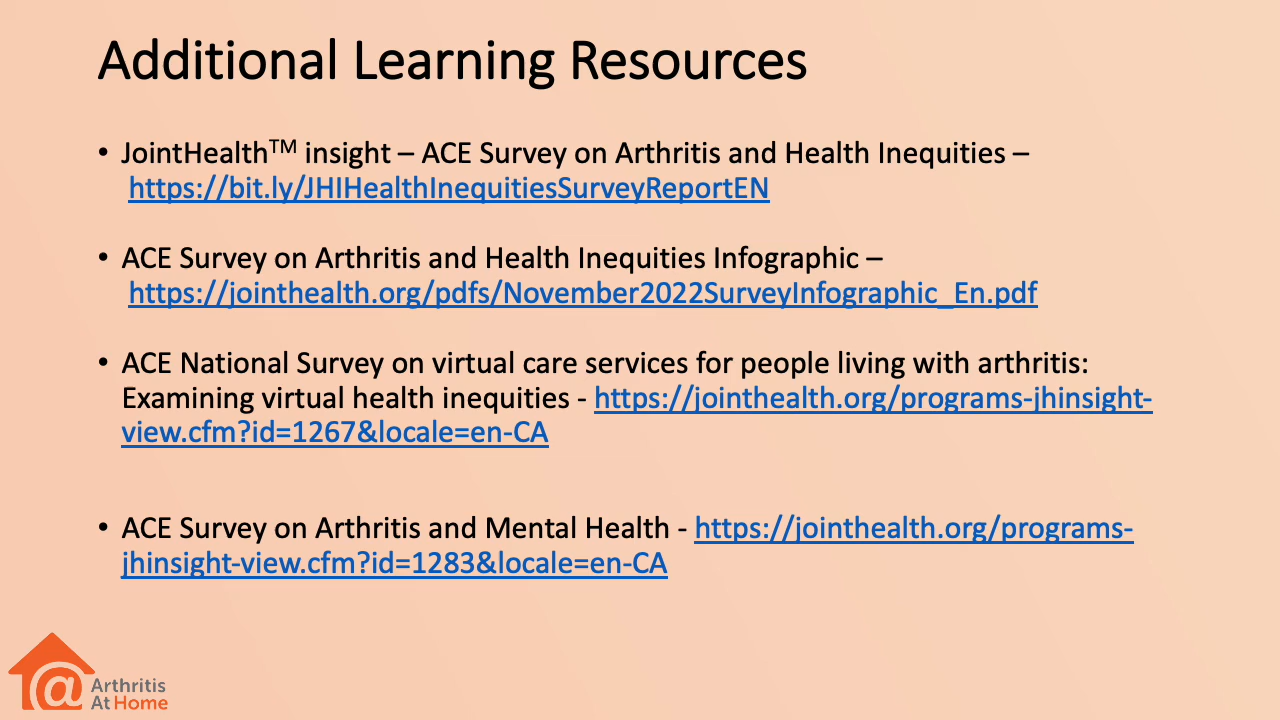 Additional Learning Resources
• JointHealth™ insight – ACE Survey on Arthritis and Health Inequities –
https://bit.ly/JHIHealthInequitiesSurveyReportEN
• ACE Survey on Arthritis and Health Inequities Infographic –
https://jointhealth.org/pdfs/November2022SurveyInfographic_En.pdf
• ACE National Survey on virtual care services for people living with arthritis:
Examining virtual health inequities - https://jointhealth.org/programs-jhinsight-
view.cfm?id=1267&locale=en-CA
• ACE Survey on Arthritis and Mental Health - https://jointhealth.org/programs-
jhinsight-view.cfm?id=1283&locale=en-CA
@ Arthritis
At Home